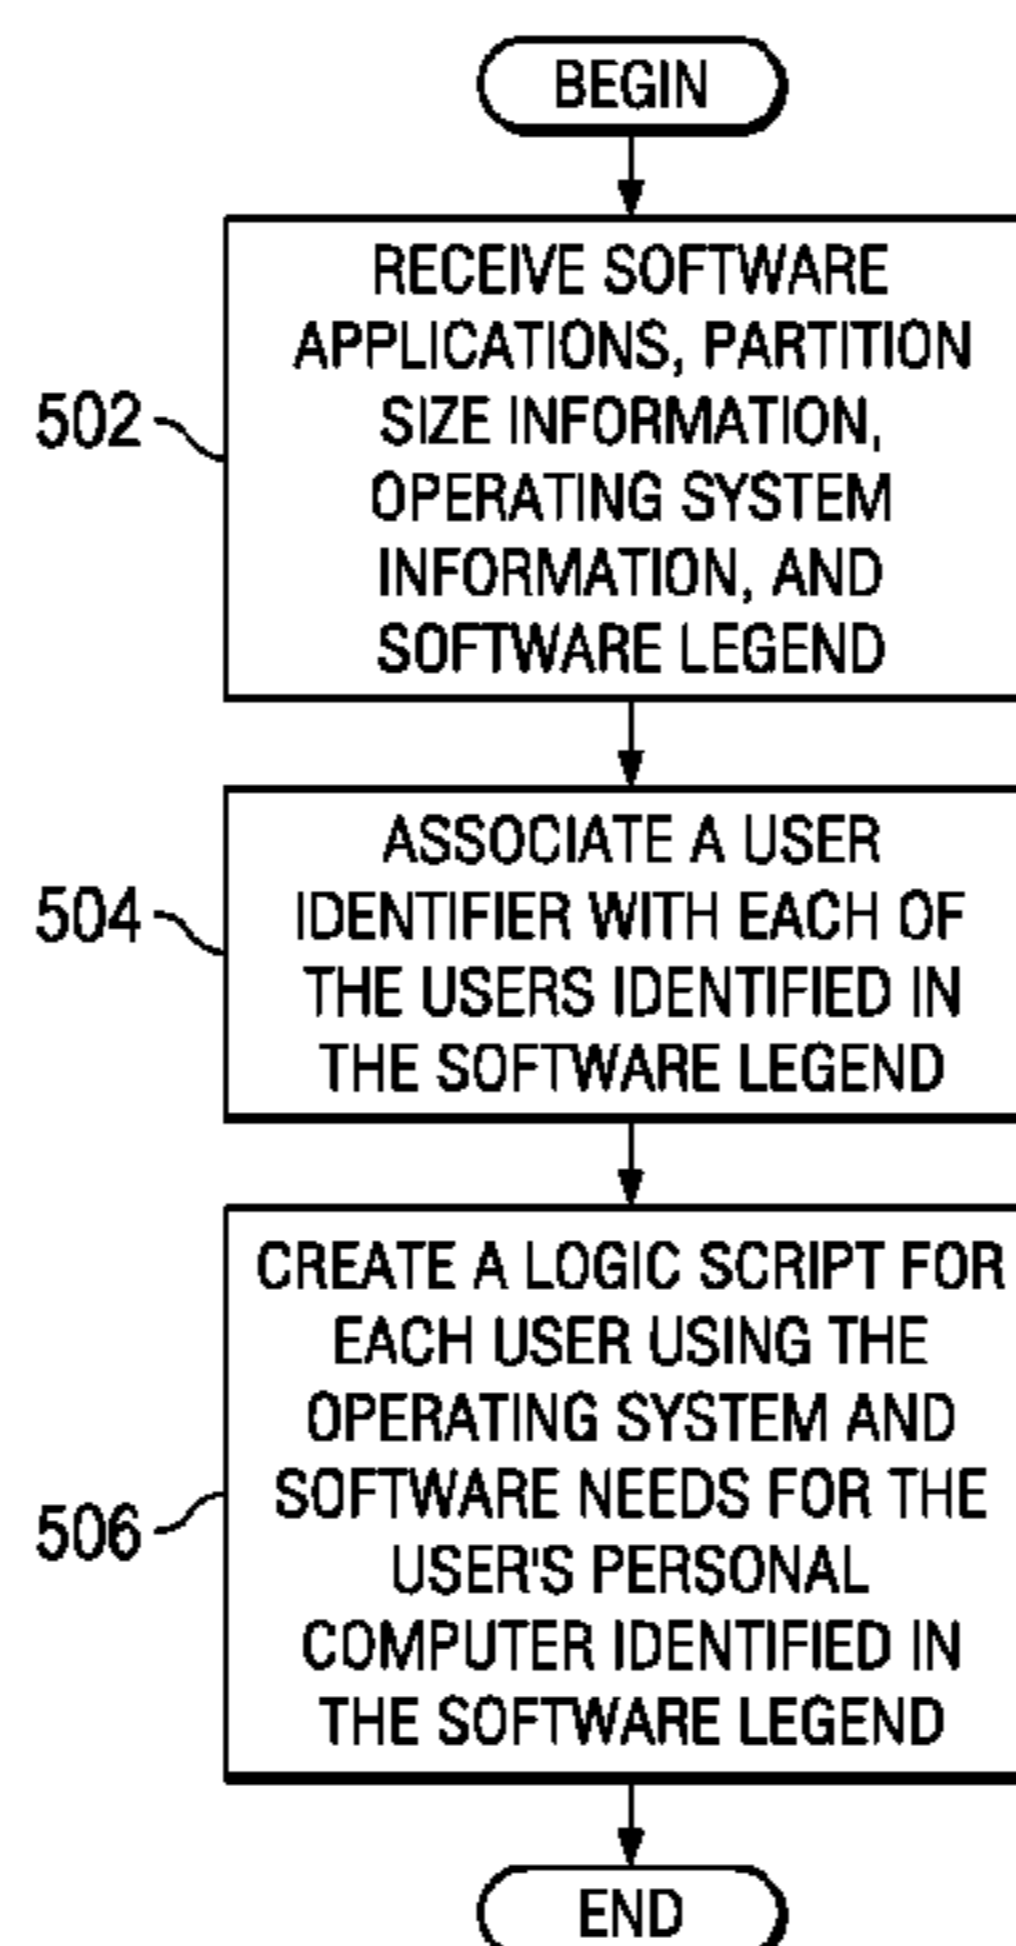 BEGIN
RECEIVE SOFTWARE
APPLICATIONS, PARTITION
SIZE INFORMATION,
OPERATING SYSTEM
INFORMATION, AND
SOFTWARE LEGEND
502
ASSOCIATE A USER
IDENTIFIER WITH EACH OF
THE USERS IDENTIFIED IN
THE SOFTWARE LEGEND
504
CREATE A LOGIC SCRIPT FOR
EACH USER USING THE
OPERATING SYSTEM AND
SOFTWARE NEEDS FOR THE
USER'S PERSONAL
COMPUTER IDENTIFIED IN
THE SOFTWARE LEGEND
506
END